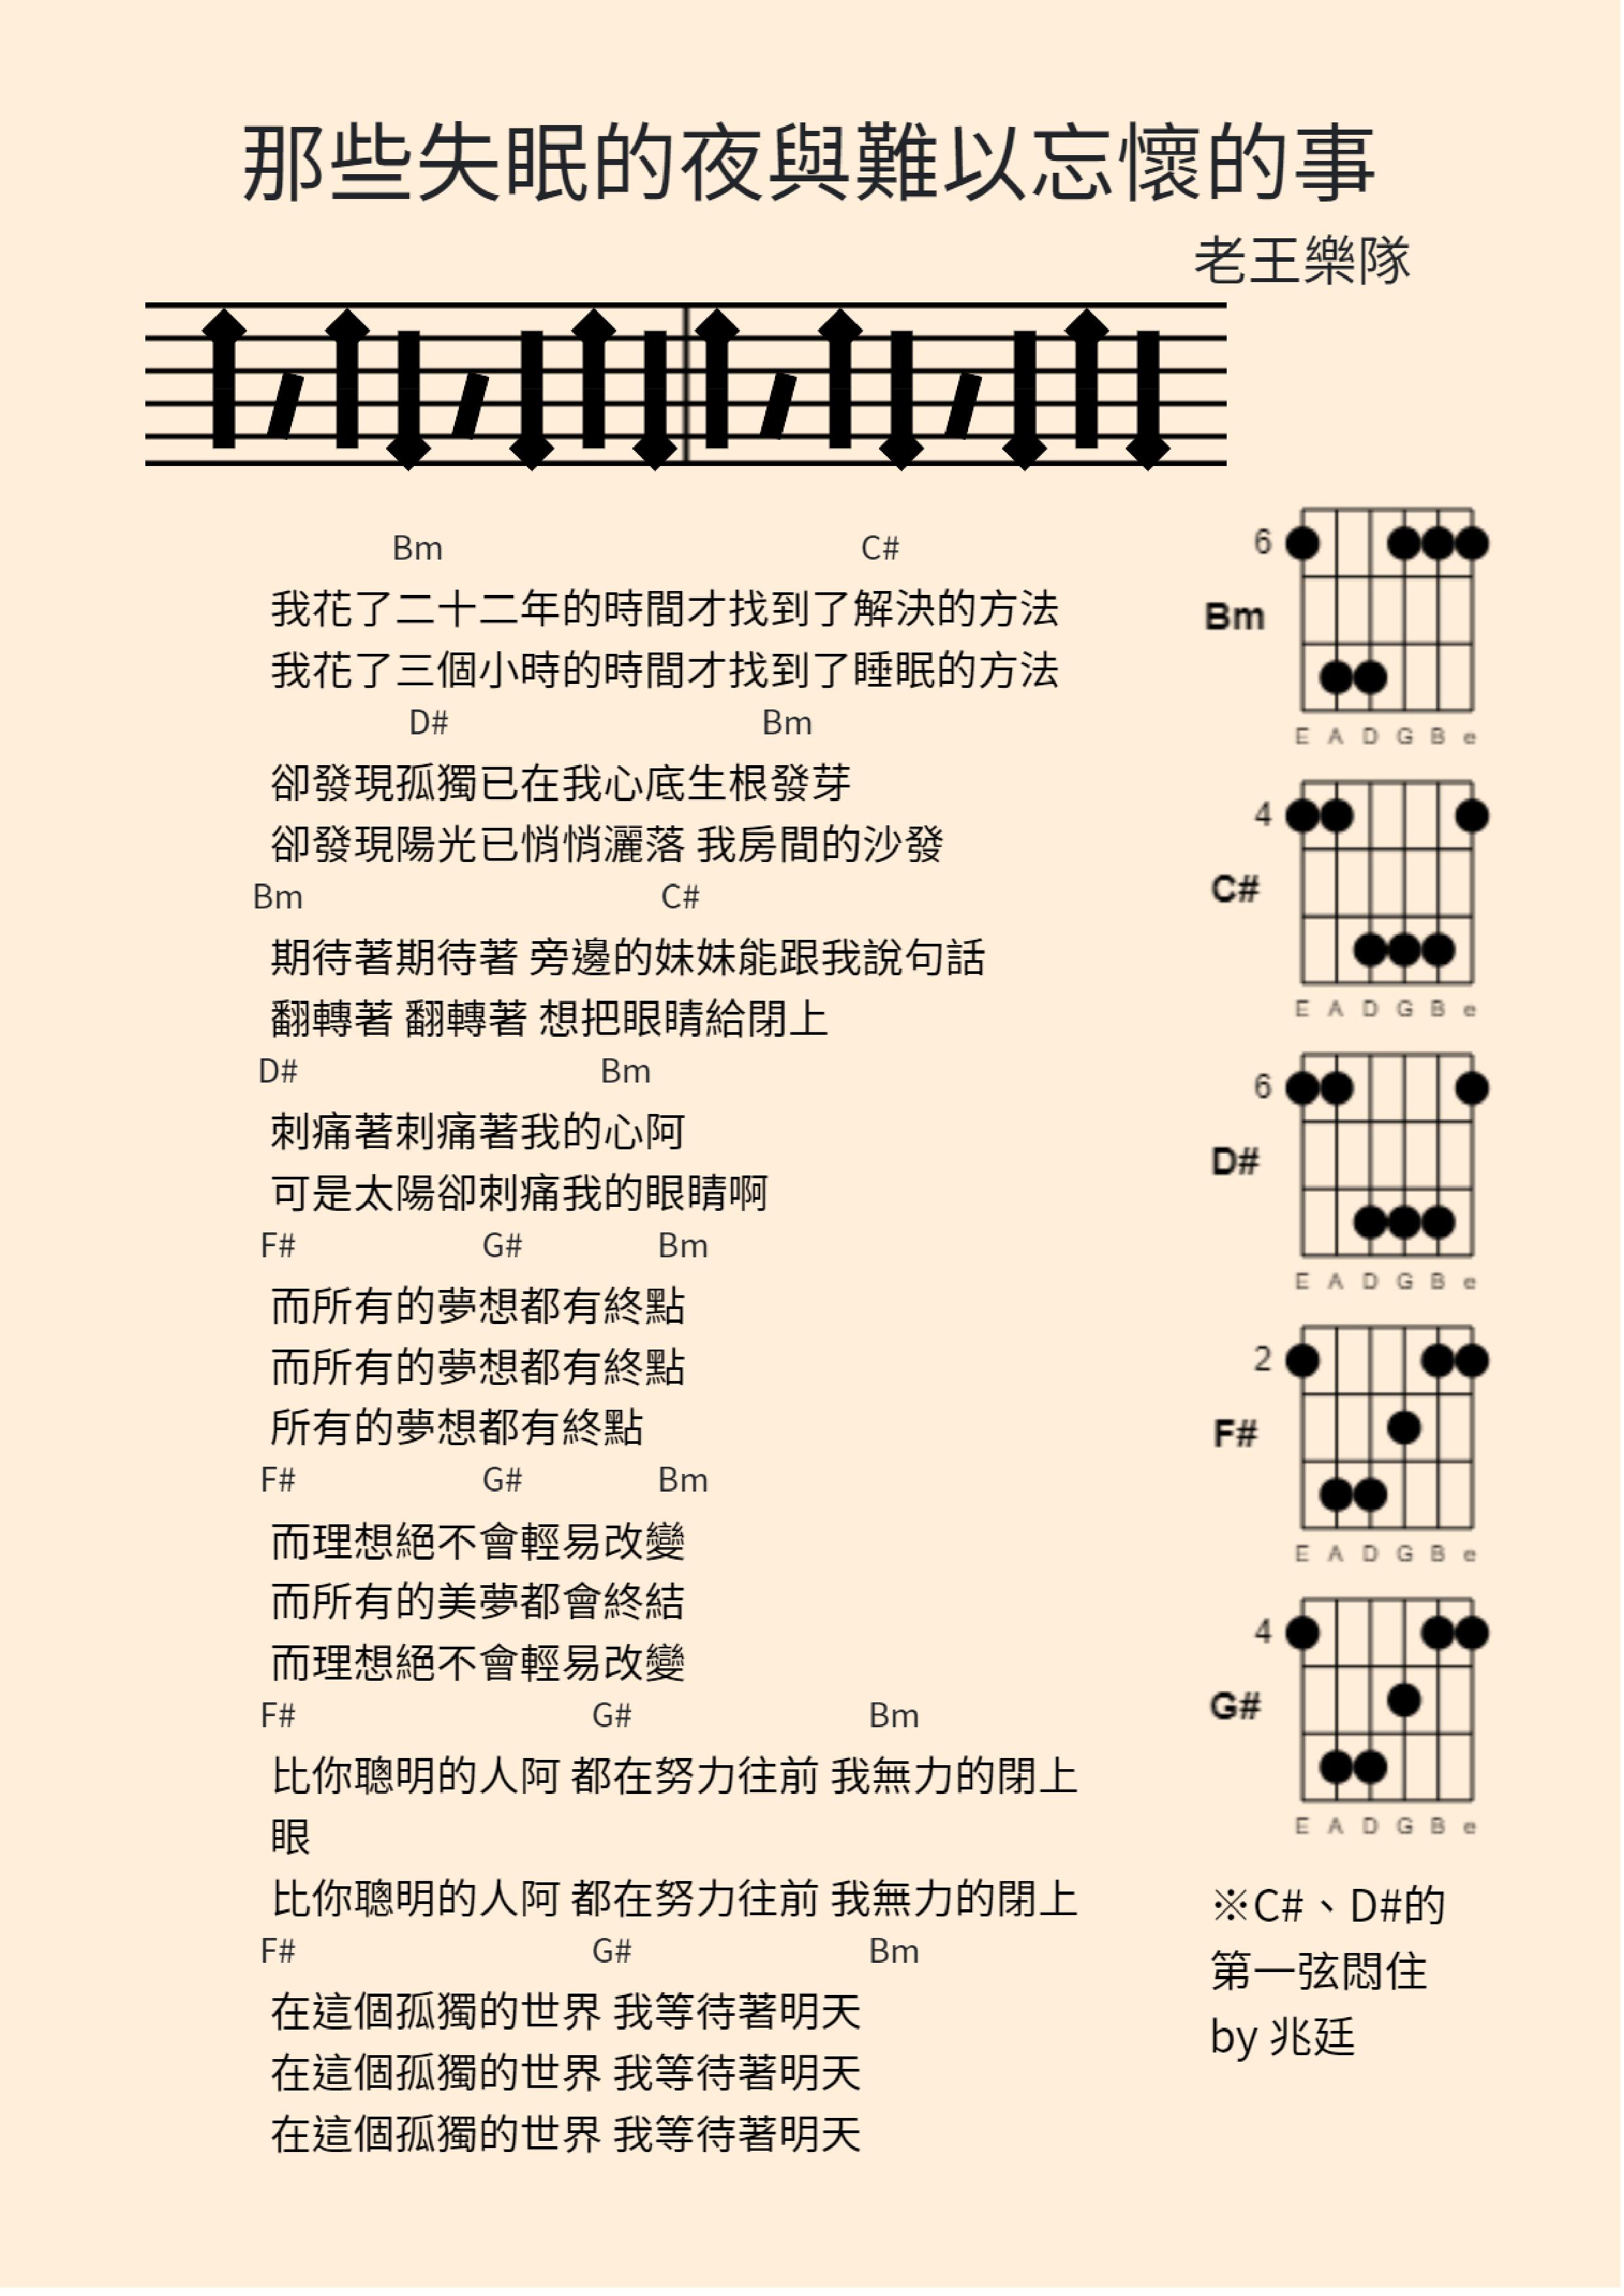 那些失眠的夜與難以忘懷的事
老王樂隊
Bm C#
我花了二十二年的時間才找到了解決的方法
我花了三個小時的時間才找到了睡眠的方法
D# Bm
卻發現孤獨已在我心底生根發芽
卻發現陽光已悄悄灑落 我房間的沙發
Bm C#
期待著期待著 旁邊的妹妹能跟我說句話
翻轉著 翻轉著 想把眼睛給閉上
D# Bm
刺痛著刺痛著我的心阿
可是太陽卻刺痛我的眼睛啊
F# G# Bm
而所有的夢想都有終點
而所有的夢想都有終點
所有的夢想都有終點
F# G# Bm
而理想絕不會輕易改變
而所有的美夢都會終結
而理想絕不會輕易改變
F# G# Bm
比你聰明的人阿 都在努力往前 我無力的閉上
眼
比你聰明的人阿 都在努力往前 我無力的閉上
F# G# Bm
在這個孤獨的世界 我等待著明天
在這個孤獨的世界 我等待著明天
在這個孤獨的世界 我等待著明天
6
Bm
E A D G B e
4
C#
E A D G B e
6
D#
E A D G B e
2
F#
E A D G B e
4
G#
E A D G B e
※C#、D#的
第一弦悶住
by 兆廷